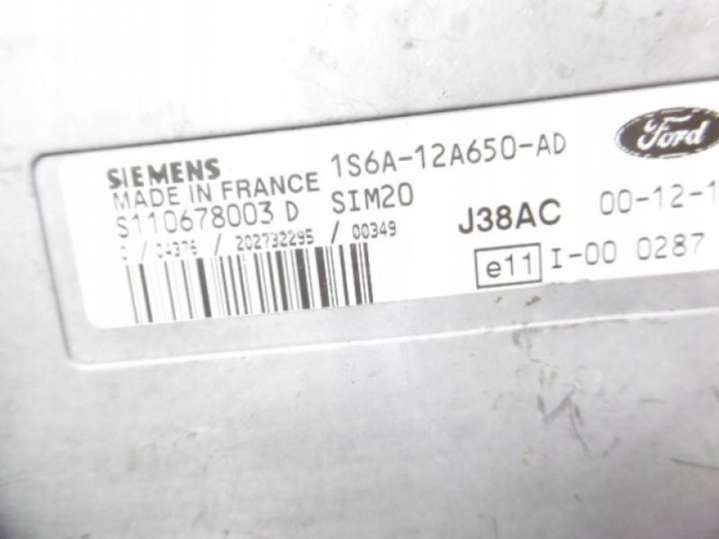 SIEMENS 1S6A-12A650-AD Ford
MADE IN FRANCE
S110678003 D SIM20 J38AC 00-12-1
/ 04376 / 202732295 / 00349
e11 I-00 0287